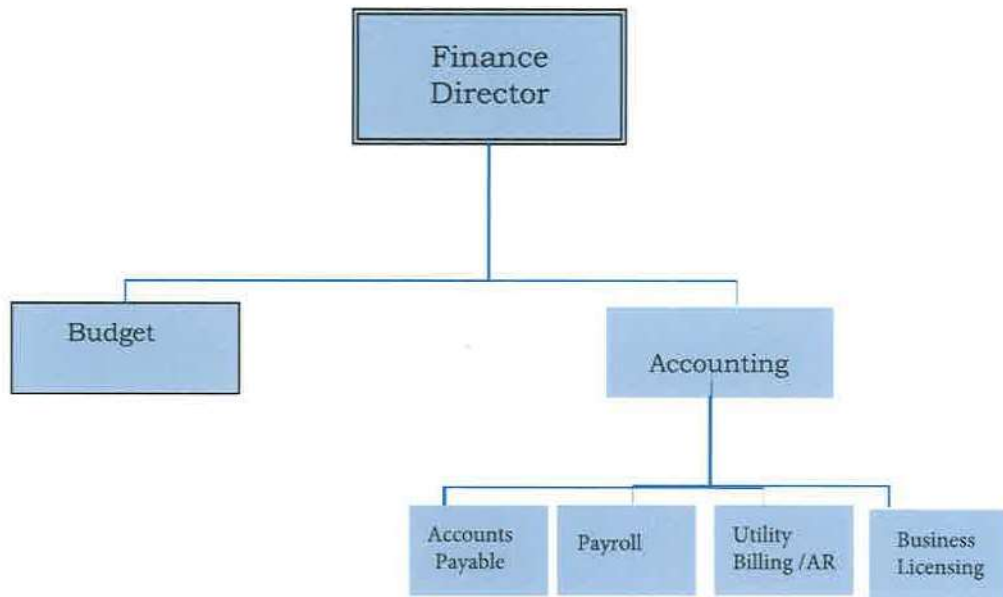 Finance
Director
Budget
Accounting
Accounts
Payable
Payroll
Utility
Billing /AR
Business
Licensing